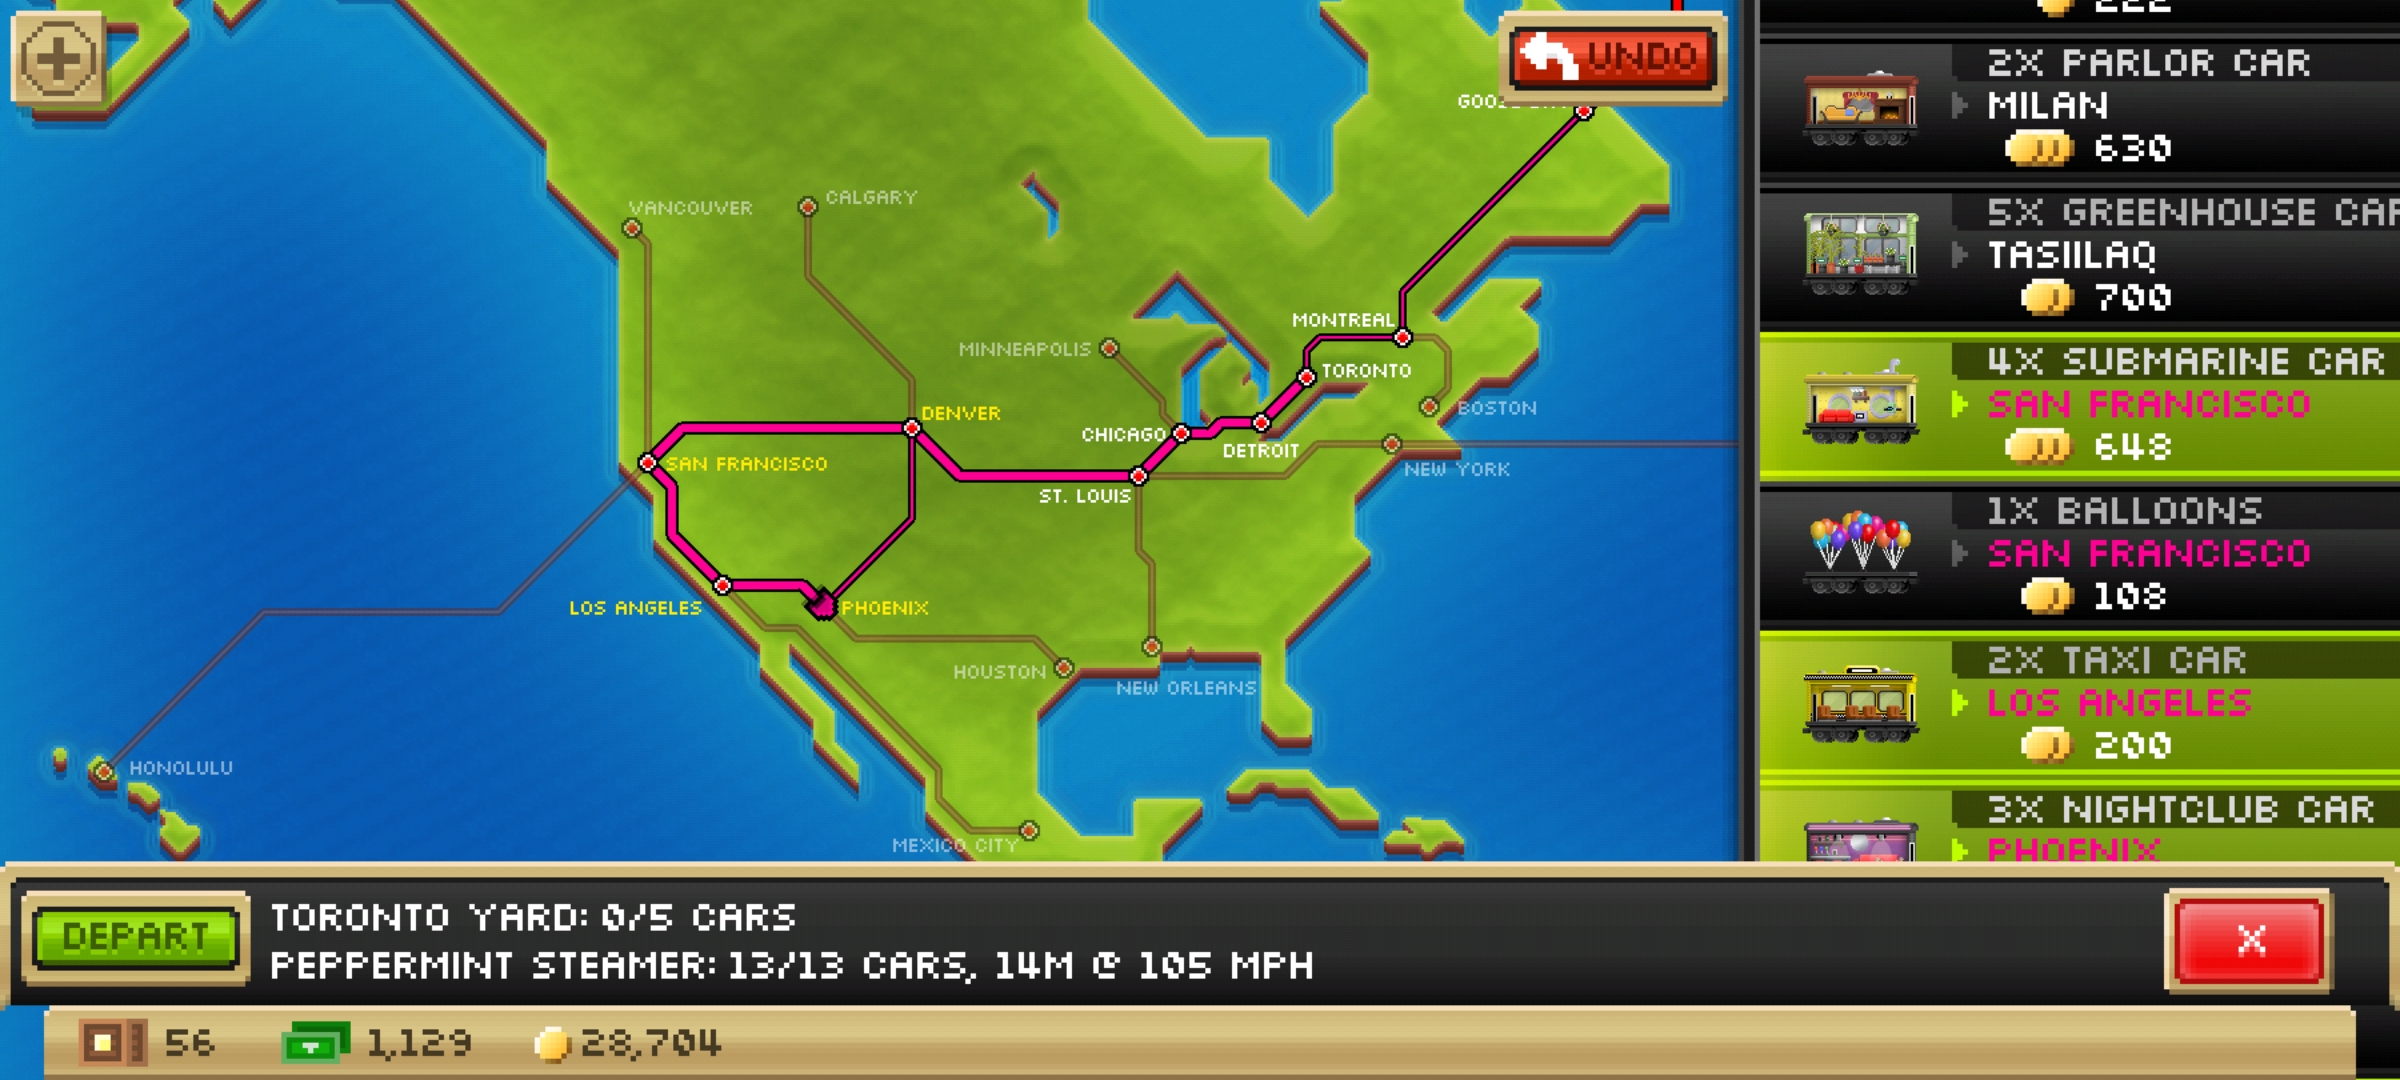 UNDO
GOOSE BAY
VANCOUVER
CALGARY
MINNEAPOLIS
MONTREAL
TORONTO
BOSTON
DENVER
CHICAGO
DETROIT
NEW YORK
SAN FRANCISCO
ST. LOUIS
LOS ANGELES
PHOENIX
HOUSTON
NEW ORLEANS
HONOLULU
MEXICO CITY
222
2X PARLOR CAR
MILAN
630
5X GREENHOUSE CAR
TASIILAQ
700
4X SUBMARINE CAR
SAN FRANCISCO
648
1X BALLOONS
SAN FRANCISCO
108
2X TAXI CAR
LOS ANGELES
200
3X NIGHTCLUB CAR
PHOENIX
DEPART
TORONTO YARD: 0/5 CARS
PEPPERMINT STEAMER: 13/13 CARS, 14M @ 105 MPH
X
56
1,129
28,704